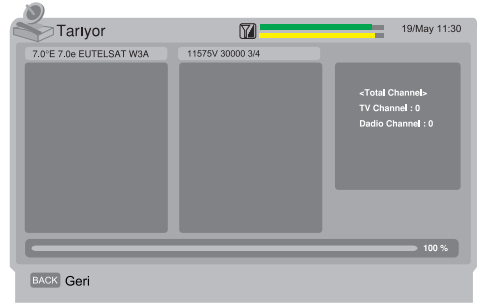 Tarıyor
19/May 11:30
7.0°E 7.0e EUTELSAT W3A
11575V 30000 3/4
<Total Channel>
TV Channel : 0
Dadio Channel : 0
100 %
BACK Geri